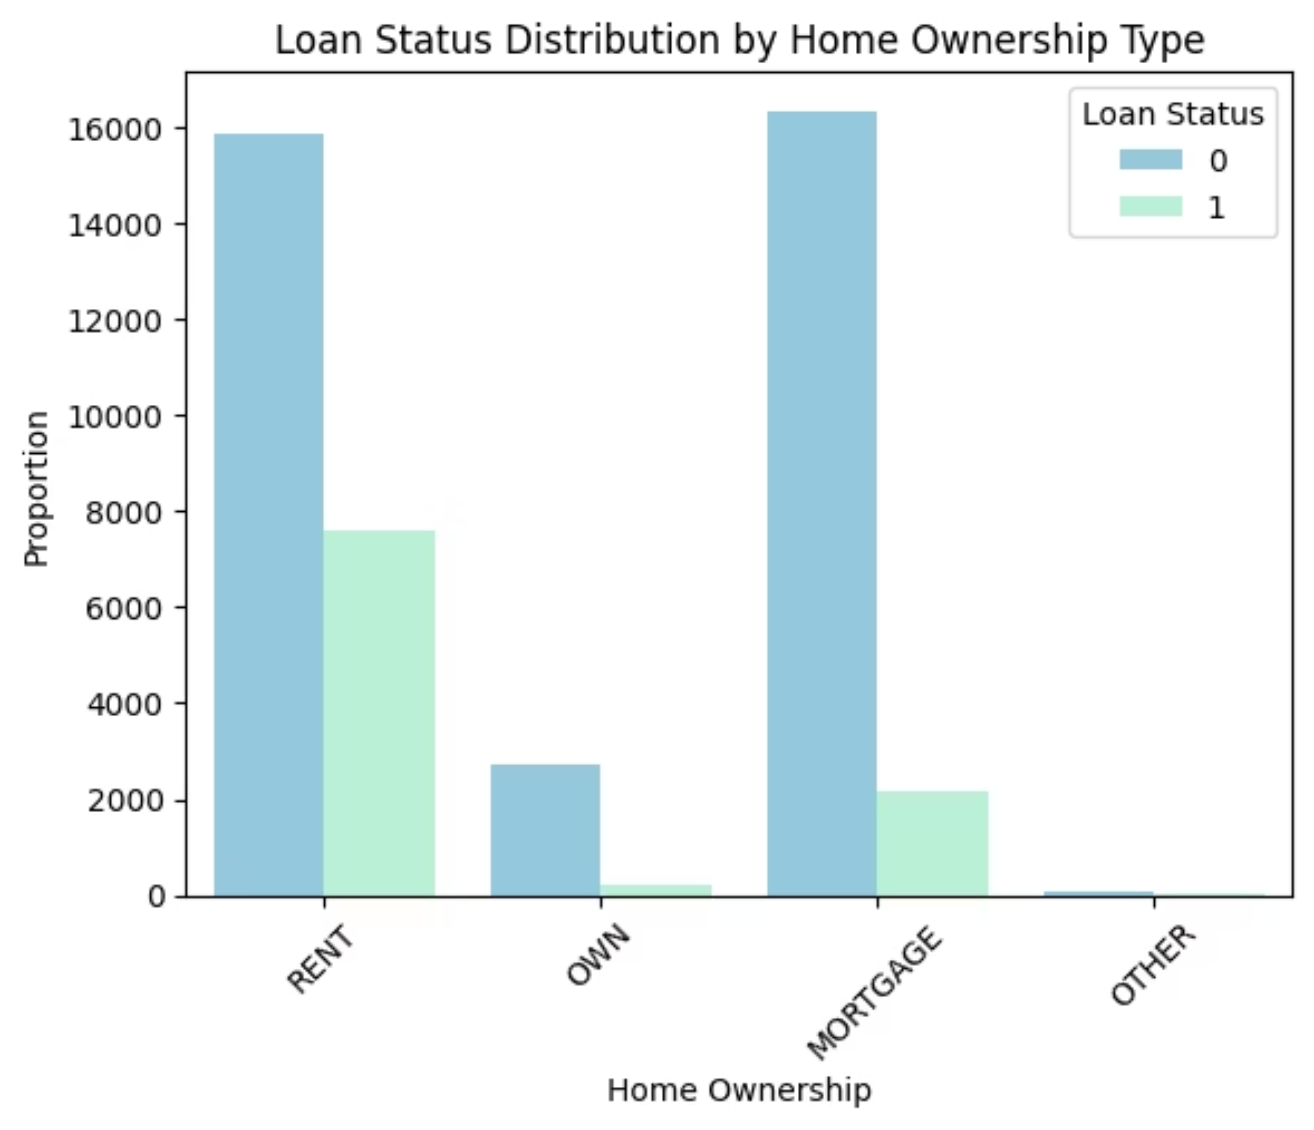 Loan Status Distribution by Home Ownership Type
Loan Status
0
1
Proportion
16000
14000
12000
10000
8000
6000
4000
2000
0
RENT
OWN
MORTGAGE
OTHER
Home Ownership